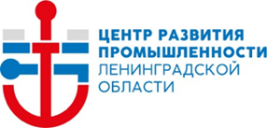 ЦЕНТР РАЗВИТИЯ
ПРОМЫШЛЕННОСТИ
ЛЕНИНГРАДСКОЙ
ОБЛАСТИ